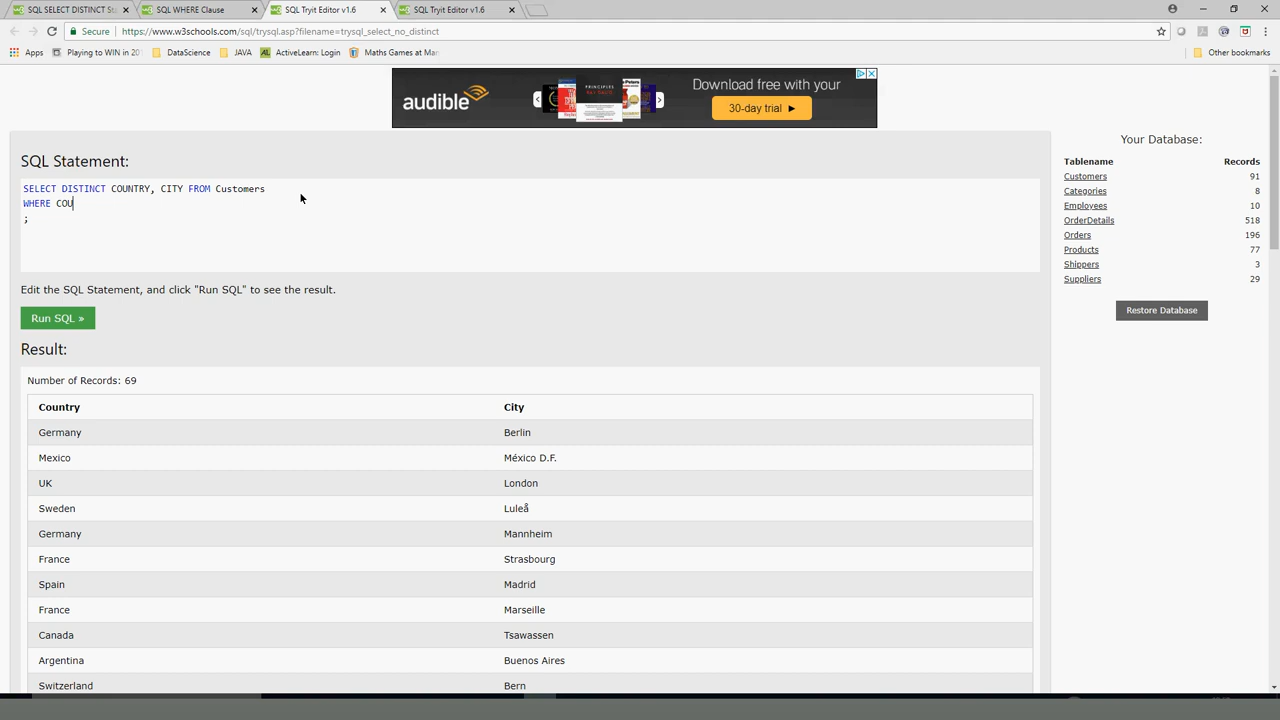 SQL SELECT DISTINCT St
SQL WHERE Clause
SQL Tryit Editor v1.6
SQL Tryit Editor v1.6
Secure https://www.w3schools.com/sql/trysql.asp?filename=trysql_select_no_distinct
Apps Playing to WIN in 20 DataScience JAVA AL ActiveLearn: Login Maths Games at Mar Other bookmarks
audible
Download free with your
30-day trial ►
SQL Statement:
SELECT DISTINCT COUNTRY, CITY FROM Customers
WHERE COU
;
Edit the SQL Statement, and click "Run SQL" to see the result.
Run SQL »
Result:
Number of Records: 69
Country City
Germany Berlin
Mexico México D.F.
UK London
Sweden Luleå
Germany Mannheim
France Strasbourg
Spain Madrid
France Marseille
Canada Tsawassen
Argentina Buenos Aires
Switzerland Bern
Your Database:
Tablename Records
Customers 91
Categories 8
Employees 10
OrderDetails 518
Orders 196
Products 77
Shippers 3
Suppliers 29
Restore Database